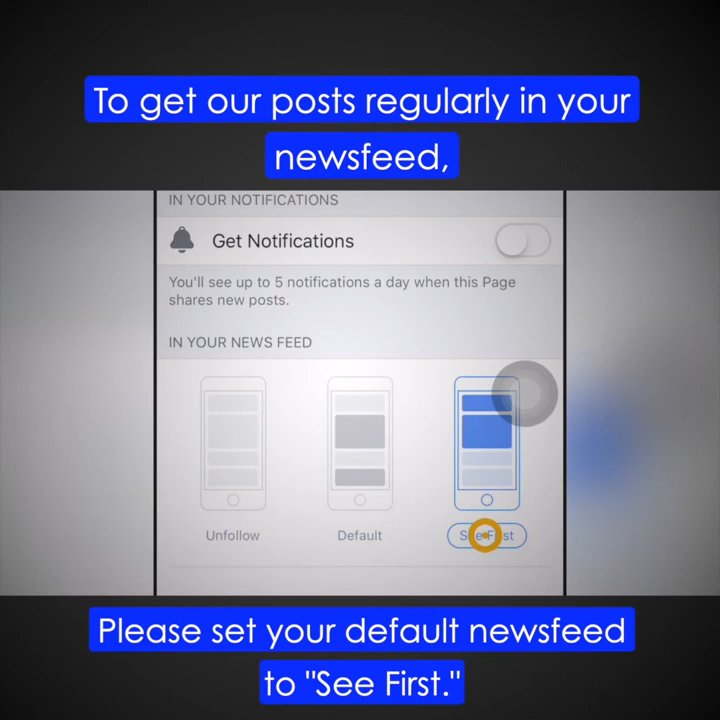 To get our posts regularly in your
newsfeed,
IN YOUR NOTIFICATIONS
Get Notifications
You'll see up to 5 notifications a day when this Page
shares new posts.
IN YOUR NEWS FEED
Unfollow
Default
See First
Please set your default newsfeed
to "See First."